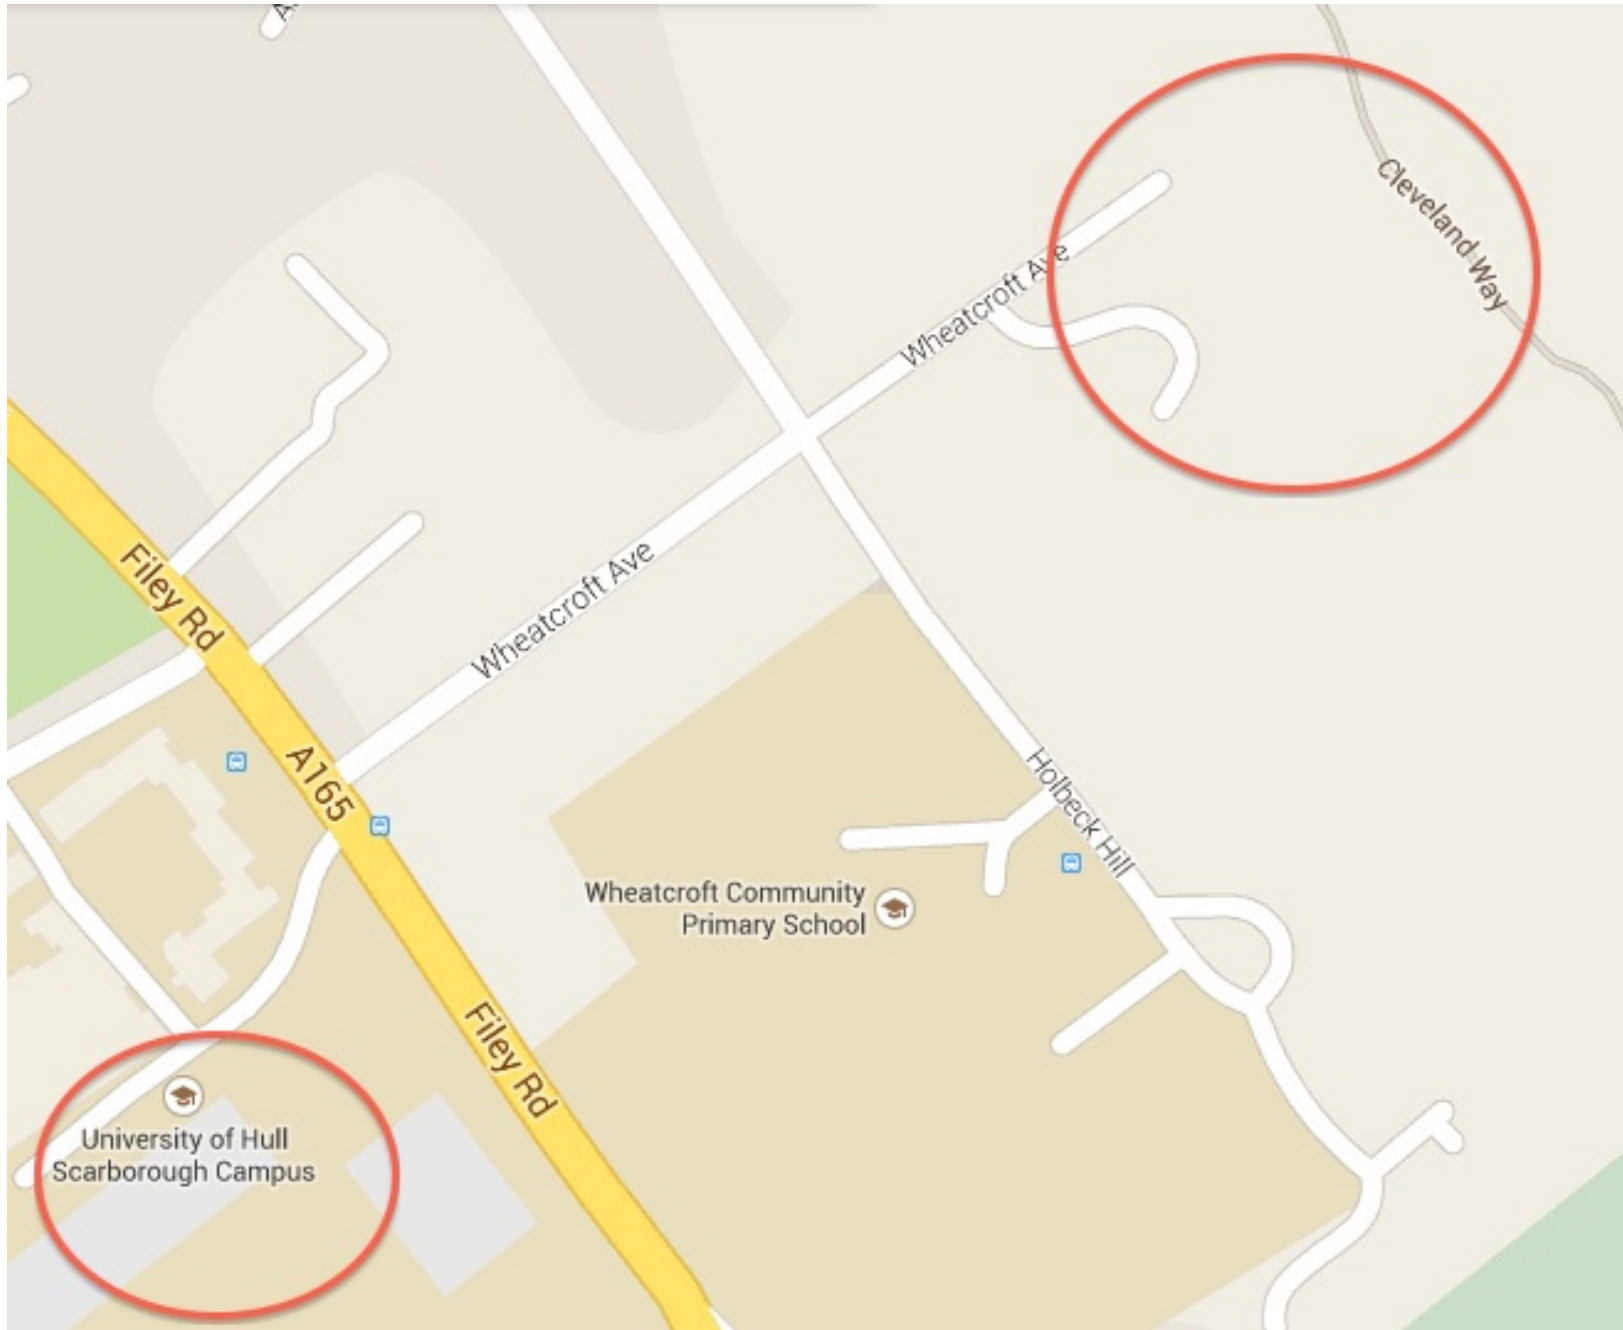 Cleveland Way
Wheatcroft Ave
Wheatcroft Ave
Filey Rd
A165
Holbeck Hill
Wheatcroft Community
Primary School
Filey Rd
University of Hull
Scarborough Campus